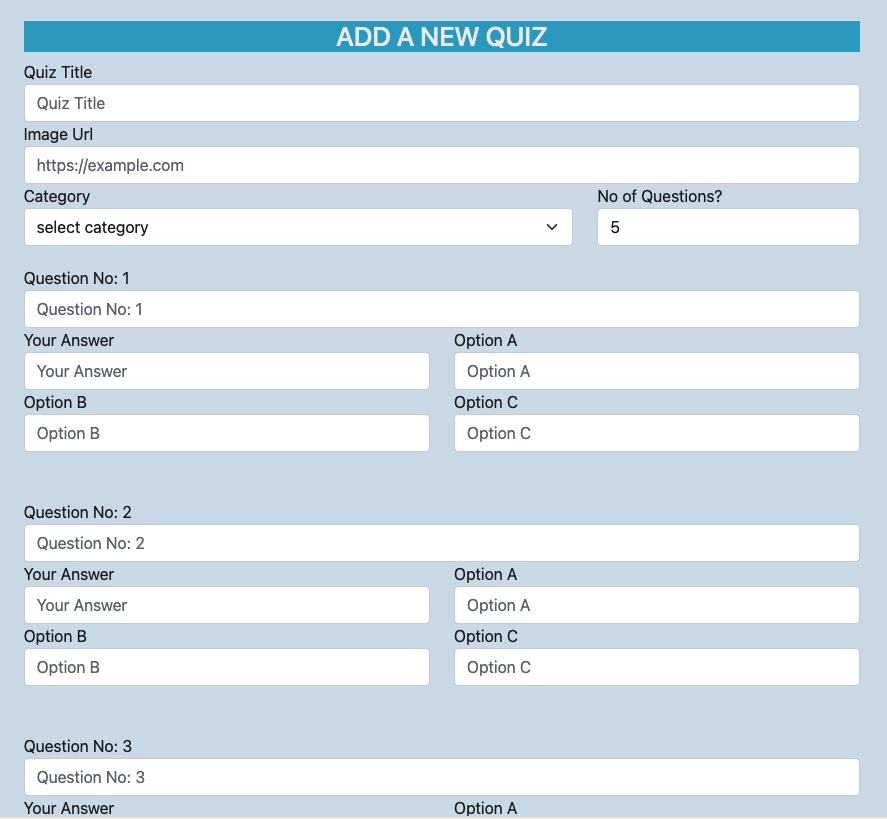 ADD A NEW QUIZ
Quiz Title
Quiz Title
Image Url
https://example.com
Category No of Questions?
select category 5
Question No: 1
Question No: 1
Your Answer Option A
Your Answer Option A
Option B Option C
Option B Option C
Question No: 2
Question No: 2
Your Answer Option A
Your Answer Option A
Option B Option C
Option B Option C
Question No: 3
Question No: 3
Your Answer Option A